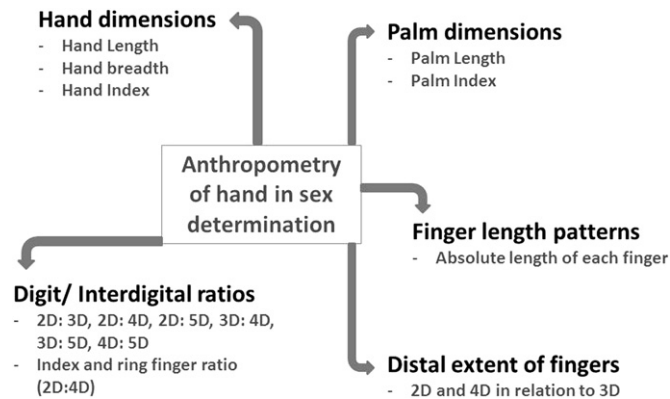 Hand dimensions
- Hand Length
- Hand breadth
- Hand Index
Palm dimensions
- Palm Length
- Palm Index
Anthropometry
of hand in sex
determination
Finger length patterns
- Absolute length of each finger
Digit/ Interdigital ratios
- 2D: 3D, 2D: 4D, 2D: 5D, 3D: 4D,
3D: 5D, 4D: 5D
- Index and ring finger ratio
(2D:4D)
Distal extent of fingers
- 2D and 4D in relation to 3D